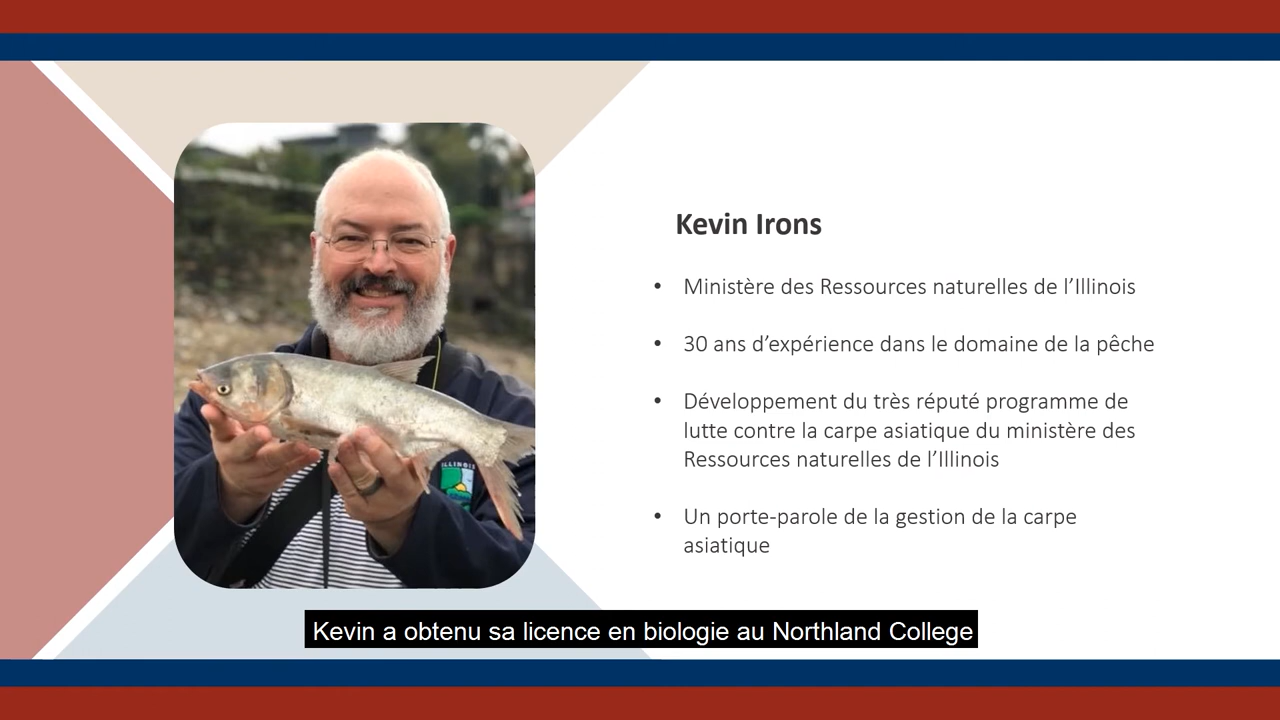 Kevin Irons
• Ministère des Ressources naturelles de l’Illinois
• 30 ans d’expérience dans le domaine de la pêche
• Développement du très réputé programme de
lutte contre la carpe asiatique du ministère des
Ressources naturelles de l’Illinois
• Un porte-parole de la gestion de la carpe
asiatique
ILLINOIS
Kevin a obtenu sa licence en biologie au Northland College